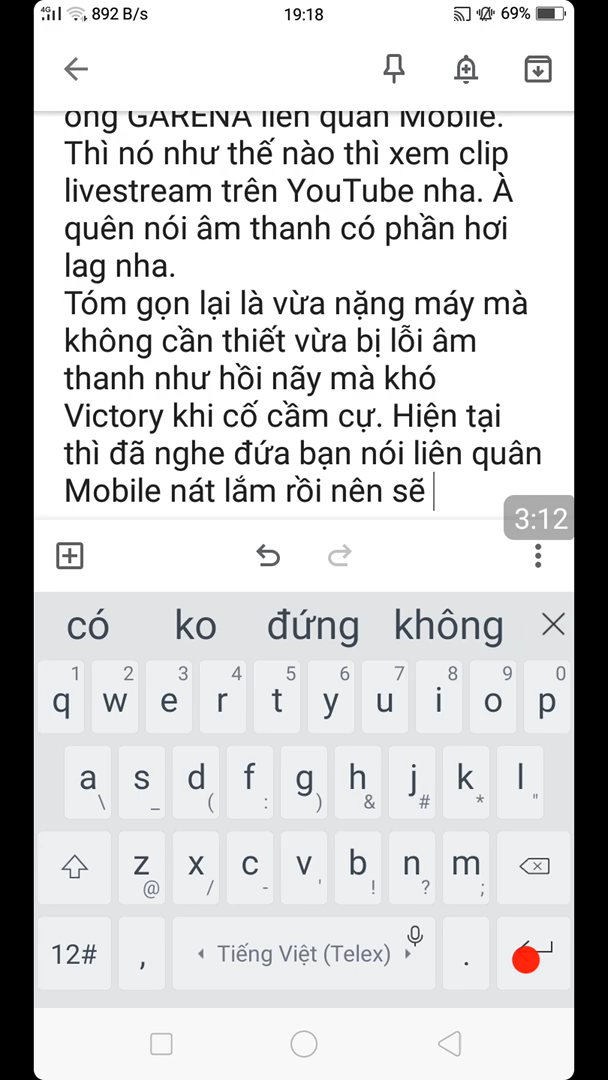 4G 892 B/s 19:18 69%
ông GARENA liên quân Mobile.
Thì nó như thế nào thì xem clip
livestream trên YouTube nha. À
quên nói âm thanh có phần hơi
lag nha.
Tóm gọn lại là vừa nặng máy mà
không cần thiết vừa bị lỗi âm
thanh như hồi nãy mà khó
Victory khi cố cầm cự. Hiện tại
thì đã nghe đứa bạn nói liên quân
Mobile nát lắm rồi nên sẽ
3:12
có ko đứng không
1 2 3 4 5 6 7 8 9 0
q w e r t y u i o p
a s d f g h j k l
\ _ ( : ) & # * "
z x c v b n m
@ / - ' ! ? ;
12# , Tiếng Việt (Telex) .